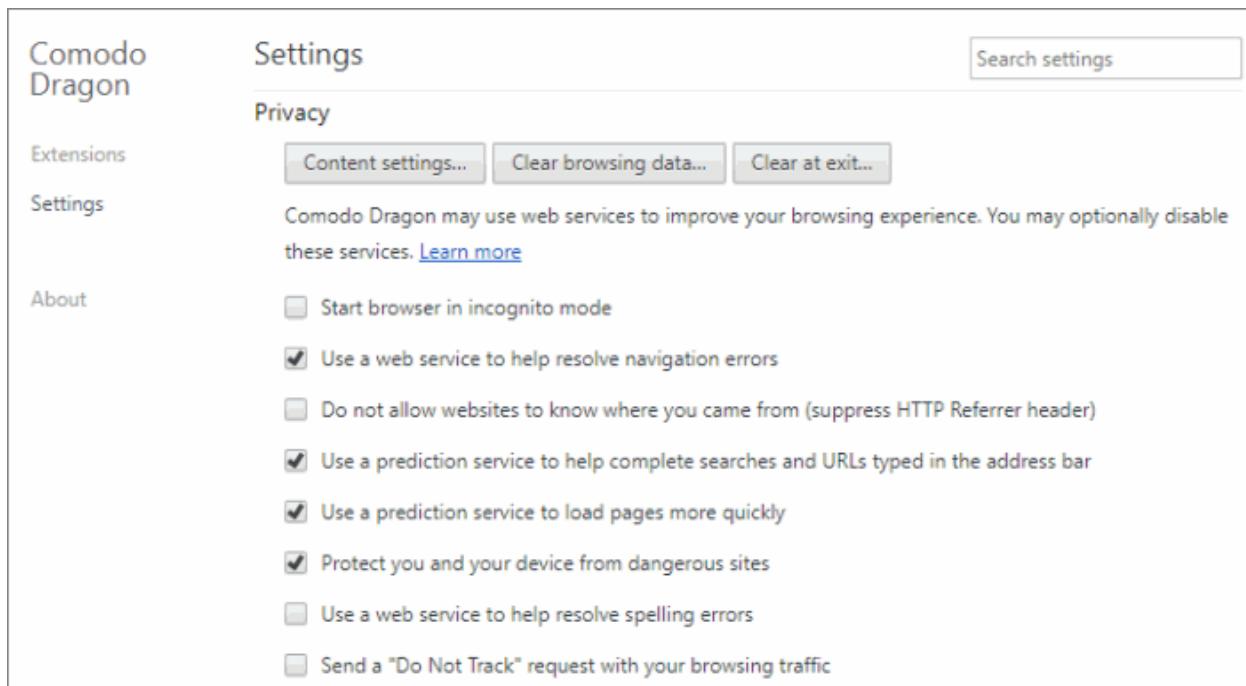 Comodo
Dragon
Settings
Search settings
Privacy
Extensions
Content settings...
Clear browsing data...
Clear at exit...
Settings
Comodo Dragon may use web services to improve your browsing experience. You may optionally disable
these services. Learn more
About
Start browser in incognito mode
Use a web service to help resolve navigation errors
Do not allow websites to know where you came from (suppress HTTP Referrer header)
Use a prediction service to help complete searches and URLs typed in the address bar
Use a prediction service to load pages more quickly
Protect you and your device from dangerous sites
Use a web service to help resolve spelling errors
Send a "Do Not Track" request with your browsing traffic